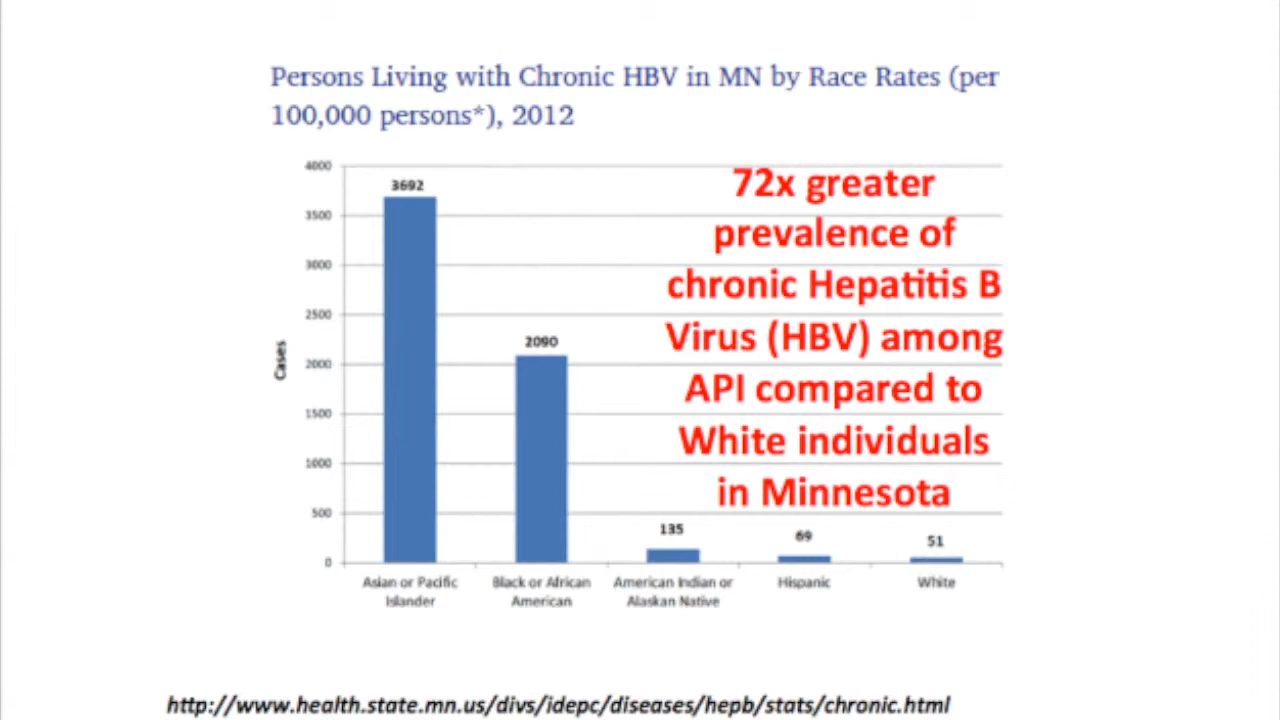 Persons Living with Chronic HBV in MN by Race Rates (per
100,000 persons*), 2012
4000
3500
3000
2500
2000
1500
1000
500
0
Cases
3692
2090
135
69
51
72x greater
prevalence of
chronic Hepatitis B
Virus (HBV) among
API compared to
White individuals
in Minnesota
Asian or Pacific
Islander
Black or African
American
American Indian or
Alaskan Native
Hispanic
White
http://www.health.state.mn.us/divs/idepc/diseases/hepb/stats/chronic.html